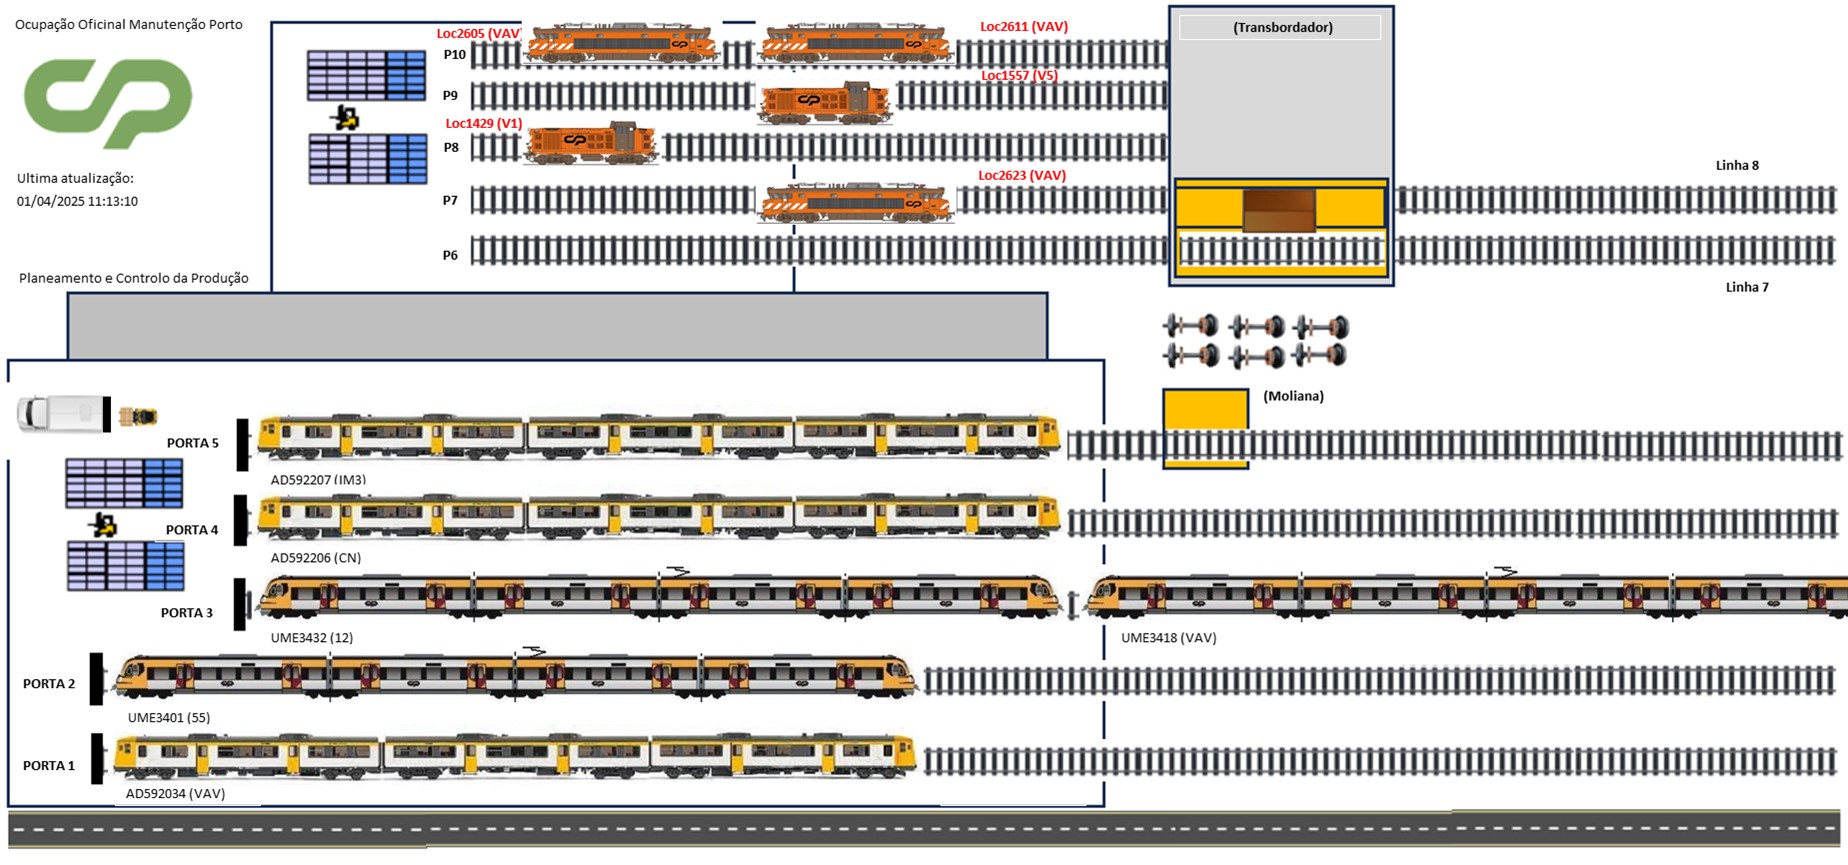 Ocupação Oficinal Manutenção Porto
Loc2605 (VAV)
Loc2611 (VAV)
(Transbordador)
P10
Loc1557 (V5)
P9
Loc1429 (V1)
P8
Linha 8
Ultima atualização:
01/04/2025 11:13:10
Loc2623 (VAV)
P7
P6
Planeamento e Controlo da Produção
Linha 7
(Moliana)
PORTA 5
AD592207 (IM3)
PORTA 4
AD592206 (CN)
PORTA 3
UME3432 (12)
UME3418 (VAV)
PORTA 2
UME3401 (55)
PORTA 1
AD592034 (VAV)